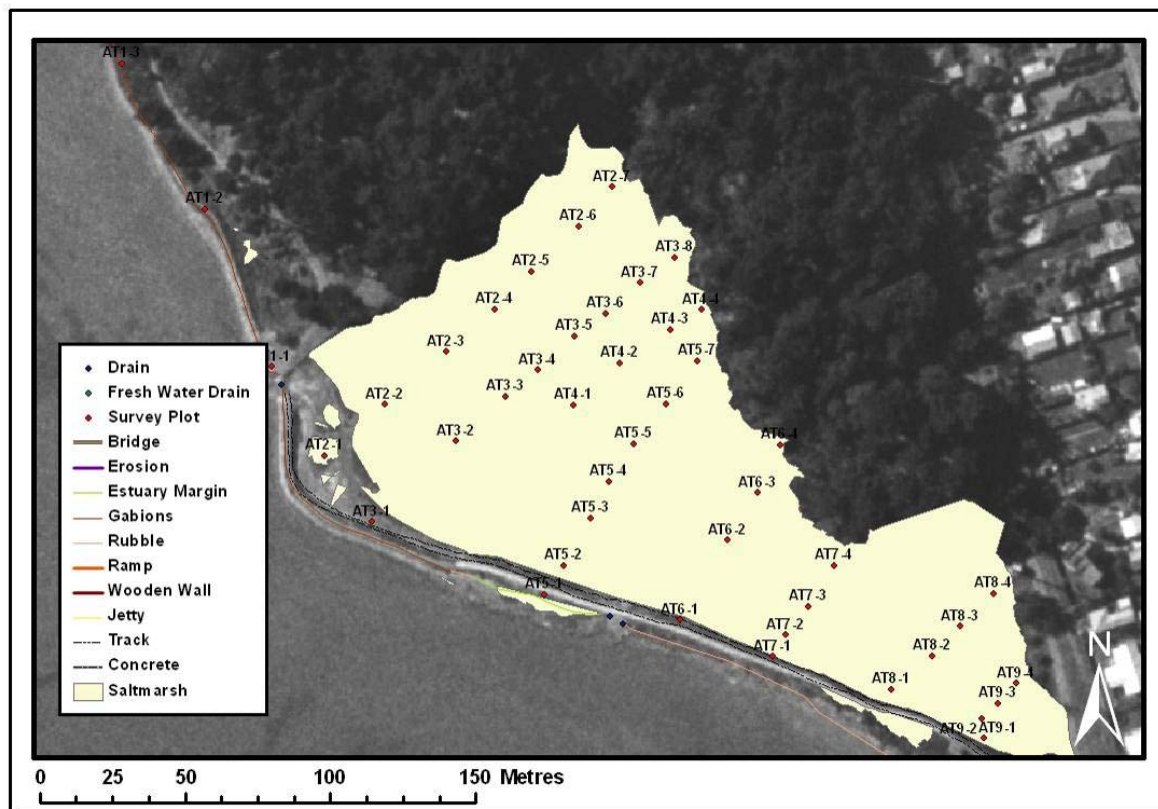 AT1-3
AT1-2
AT2-7
AT2-6
AT3-8
AT2-5
AT3-7
AT2-4
AT3-6
AT4-4
AT4-3
AT3-5
AT2-3
AT4-2
AT5-7
1-1
AT3-4
AT3-3
AT2-2
AT4-1
AT5-6
AT3-2
AT2-1
AT5-5
AT6-4
AT5-4
AT6-3
AT3-1
AT5-3
AT6-2
AT5-2
AT7-4
AT5-1
AT8-4
AT7-3
AT6-1
AT8-3
AT7-2
AT7-1
AT8-2
AT8-1
AT9-4
AT9-3
AT9-2
AT9-1
N
Drain
Fresh Water Drain
Survey Plot
Bridge
Erosion
Estuary Margin
Gabions
Rubble
Ramp
Wooden Wall
Jetty
Track
Concrete
Saltmarsh
0 25 50 100 150 Metres